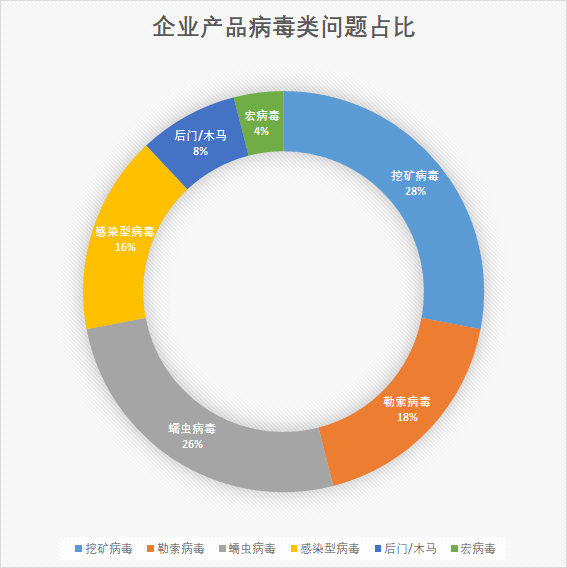 企业产品病毒类问题占比
宏病毒
4%
后门/木马
8%
挖矿病毒
28%
感染型病毒
16%
勒索病毒
18%
蠕虫病毒
26%
挖矿病毒 勒索病毒 蠕虫病毒 感染型病毒 后门/木马 宏病毒